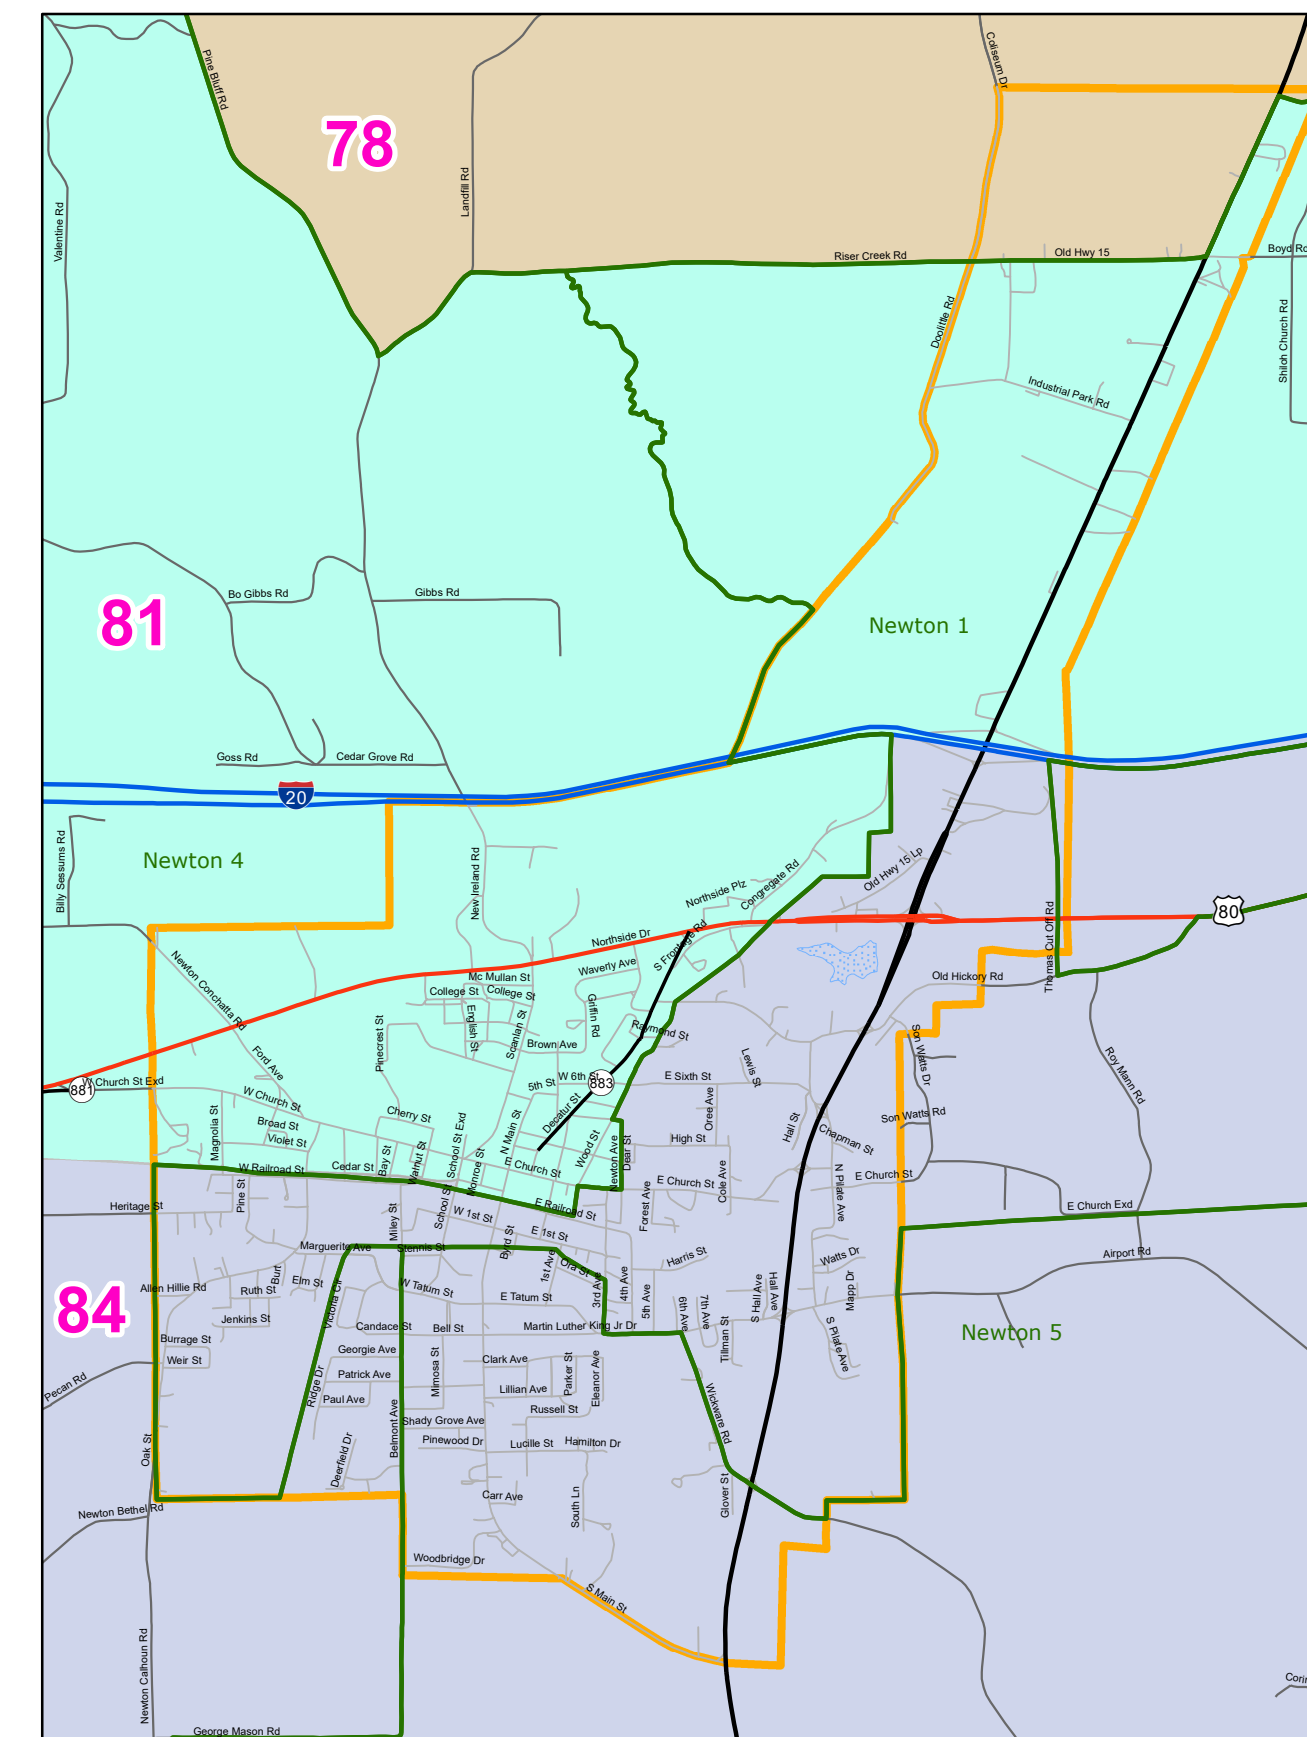 Coliseum Dr
Pine Bluff Rd
78
Landfill Rd
Valentine Rd
Riser Creek Rd
Old Hwy 15
Boyd Rd
Doolittle Rd
Shiloh Church Rd
Industrial Park Rd
Bo Gibbs Rd
Gibbs Rd
81
Newton 1
Goss Rd
Cedar Grove Rd
20
Newton 4
Billy Sessums Rd
New Ireland Rd
Old Hwy 15 Lp
Northside Plz
Congregate Rd
80
Northside Dr
S Frontage Rd
Thomas Cut Off Rd
Newton Conchatta Rd
Mc Mullan St
Waverly Ave
Old Hickory Rd
College St
College St
English St
Scanlan St
Griffin Rd
Raymond St
Pinecrest St
Brown Ave
Son Watts Dr
Roy Mann Rd
Ford Ave
Lewis St
W Church St Exd
881
W 6th St
5th St
883
E Sixth St
W Church St
Cherry St
Decatur St
Oree Ave
Magnolia St
Broad St
Violet St
School St Exd
N Main St
Wood St
Hall St
Son Watts Rd
High St
Chapman St
W Railroad St
Cedar St
Bay St
Walnut St
Monroe St
E Church St
Newton Ave
Dear St
E Church St
Cole Ave
E Church St
N Pilate Ave
Heritage St
Pine St
Miley St
School St
W 1st St
E Railroad St
Forest Ave
E Church Exd
Byrd St
E 1st St
Marguerite Ave
Stennis St
Harris St
Watts Dr
Airport Rd
1st Ave
Ora St
84
Allen Hillie Rd
Burt
Ruth St
Elm St
Victoria Cir
W Tatum St
E Tatum St
3rd Ave
4th Ave
5th Ave
6th Ave
7th Ave
S Hall Ave
Hall Ave
Mapp Dr
Jenkins St
Candace St
Bell St
Martin Luther King Jr Dr
Tillman St
S Pilate Ave
Newton 5
Burrage St
Weir St
Georgie Ave
Mimosa St
Clark Ave
Parker St
Eleanor Ave
Pecan Rd
Ridge Dr
Patrick Ave
Lillian Ave
Paul Ave
Russell St
Wickware Rd
Belmont Ave
Shady Grove Ave
Oak St
Deerfield Dr
Pinewood Dr
Lucille St
Hamilton Dr
Carr Ave
South Ln
Glover St
Newton Bethel Rd
Woodbridge Dr
S Main St
Newton Calhoun Rd
Corin
George Mason Rd